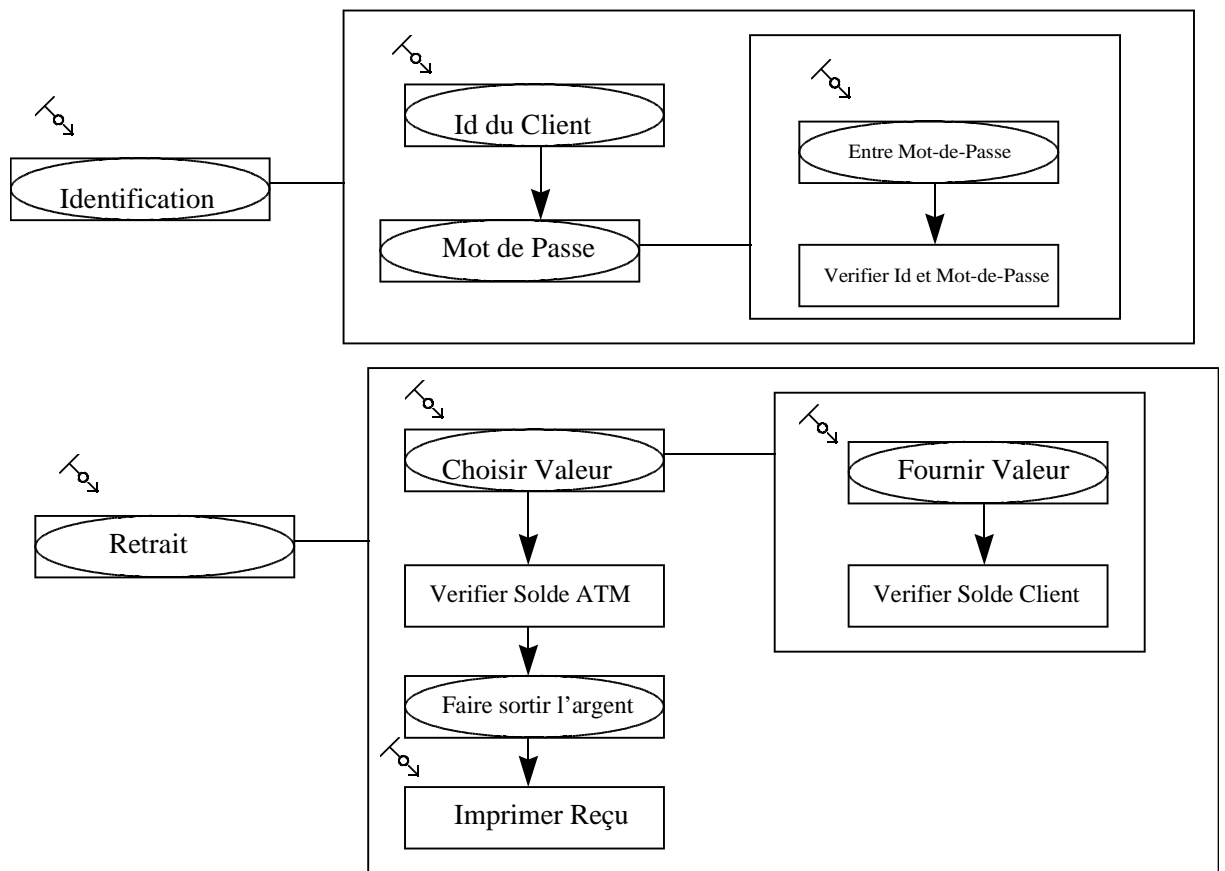 Identification
Id du Client
Mot de Passe
Entre Mot-de-Passe
Verifier Id et Mot-de-Passe
Retrait
Choisir Valeur
Verifier Solde ATM
Faire sortir l’argent
Imprimer Reçu
Fournir Valeur
Verifier Solde Client